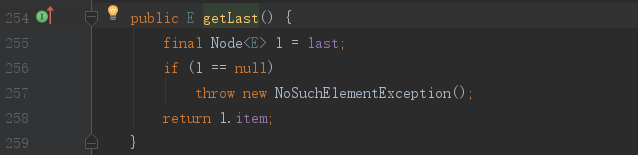 254 public E getLast() {
255 final Node<E> l = last;
256 if (l == null)
257 throw new NoSuchElementException();
258 return l.item;
259 }